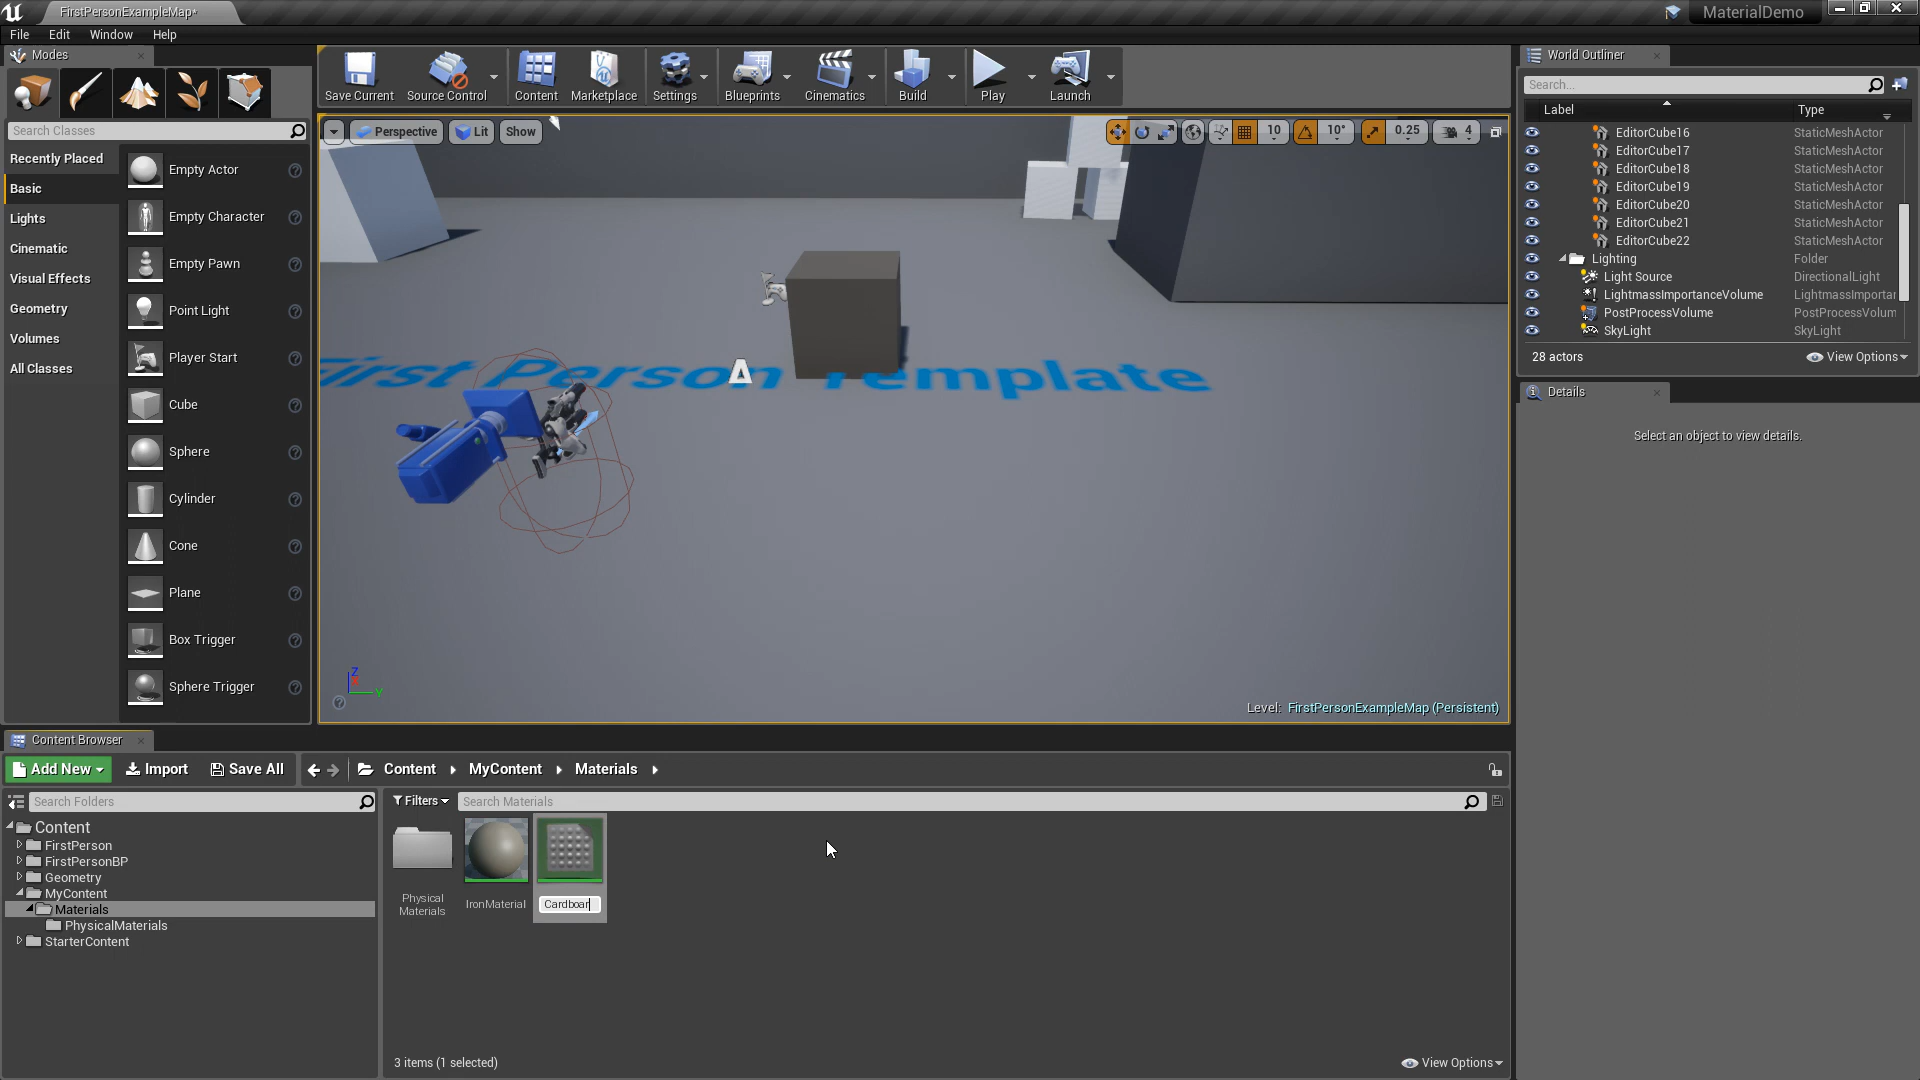 FirstPersonExampleMap*
MaterialDemo
File Edit Window Help
Modes
Search Classes
Recently Placed
Basic
Lights
Cinematic
Visual Effects
Geometry
Volumes
All Classes
Empty Actor
Empty Character
Empty Pawn
Point Light
Player Start
Cube
Sphere
Cylinder
Cone
Plane
Box Trigger
Sphere Trigger
Save Current
Source Control
Content
Marketplace
Settings
Blueprints
Cinematics
Build
Play
Launch
Perspective
Lit
Show
10
10°
0.25
4
First Person Template
Z
Y
Level: FirstPersonExampleMap (Persistent)
World Outliner
Search...
Label Type
EditorCube16 StaticMeshActor
EditorCube17 StaticMeshActor
EditorCube18 StaticMeshActor
EditorCube19 StaticMeshActor
EditorCube20 StaticMeshActor
EditorCube21 StaticMeshActor
EditorCube22 StaticMeshActor
Lighting Folder
Light Source DirectionalLight
LightmassImportanceVolume LightmassImportar
PostProcessVolume PostProcessVolum
SkyLight SkyLight
28 actors
View Options
Details
Select an object to view details.
Content Browser
Add New
Import
Save All
Content MyContent Materials
Search Folders
Content
FirstPerson
FirstPersonBP
Geometry
MyContent
Materials
PhysicalMaterials
StarterContent
Filters
Search Materials
Physical
Materials
IronMaterial
Cardboar
3 items (1 selected)
View Options